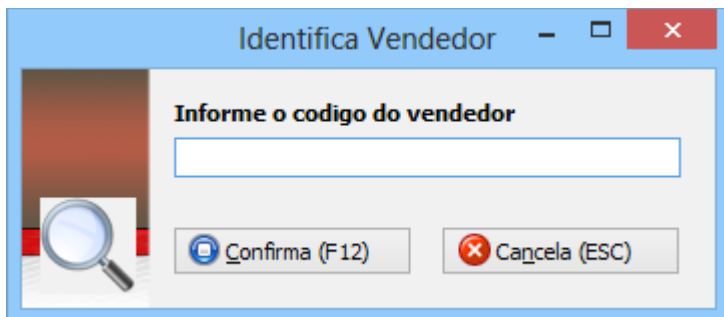 Identifica Vendedor
Informe o codigo do vendedor
Confirma (F12)
Cancela (ESC)